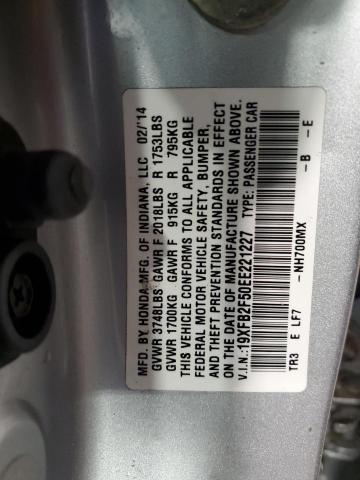 MFD. BY HONDA MFG. OF INDIANA, LLC 02/'14
GVWR 3748LBS GAWR F 2018LBS R 1753LBS
GVWR 1700KG GAWR F 915KG R 795KG
THIS VEHICLE CONFORMS TO ALL APPLICABLE
FEDERAL MOTOR VEHICLE SAFETY, BUMPER,
AND THEFT PREVENTION STANDARDS IN EFFECT
ON THE DATE OF MANUFACTURE SHOWN ABOVE.
V.I.N.: 19XFB2F50EE221227 TYPE: PASSENGER CAR
TR3 E LF7 -NH700MX -B -E